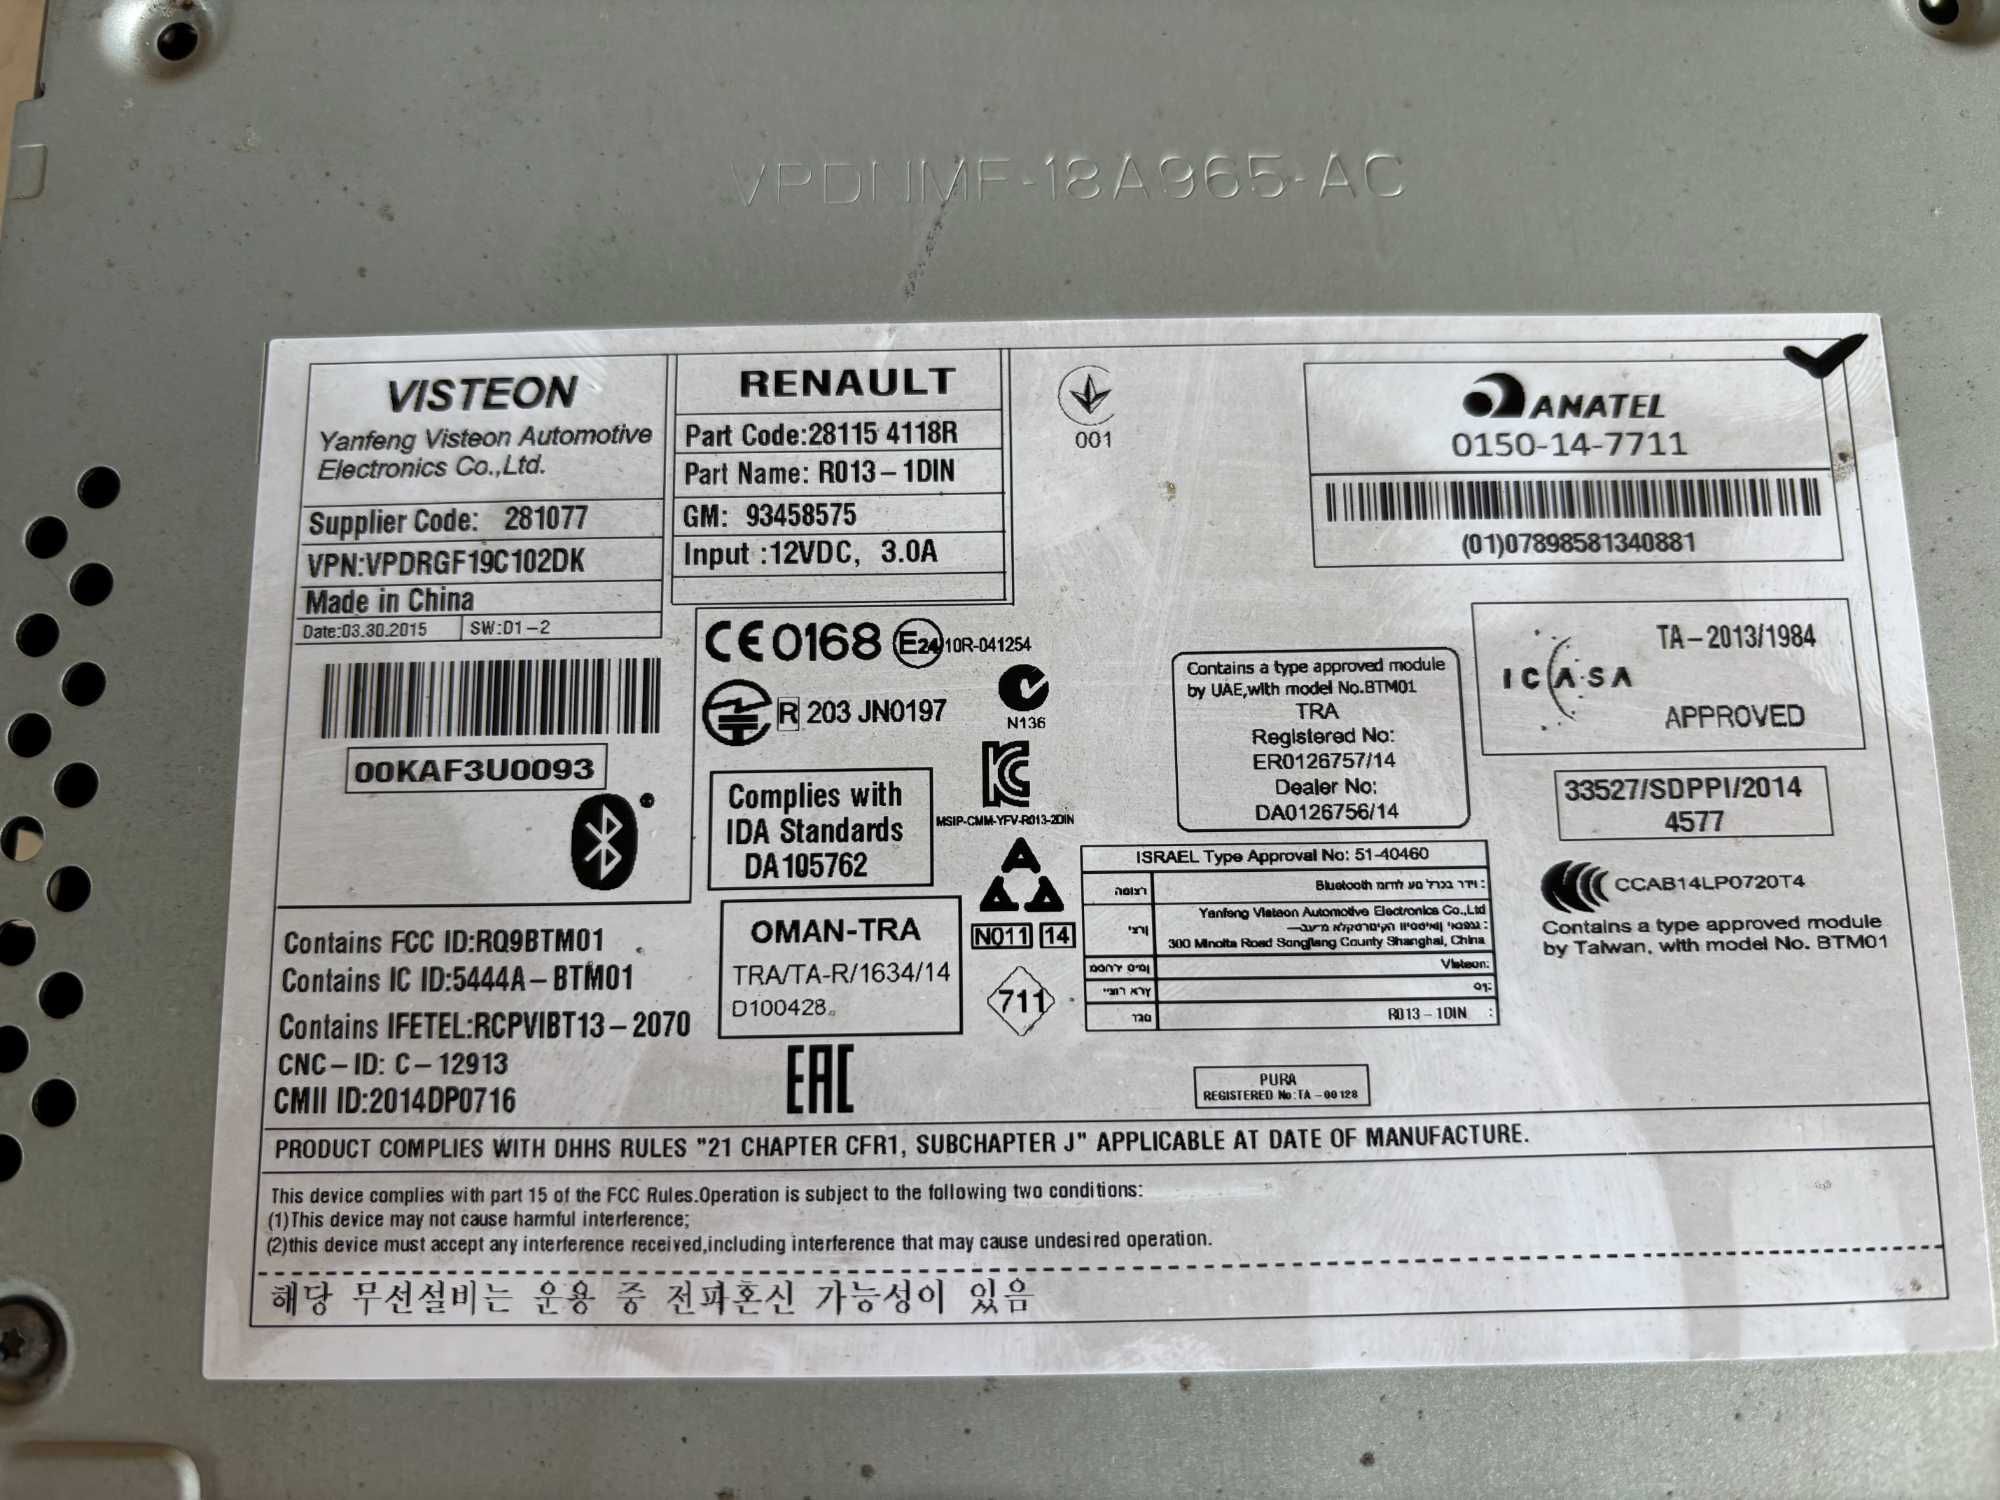 VPDNMF-18A965-AC
VISTEON
Yanfeng Visteon Automotive
Electronics Co.,Ltd.
Supplier Code: 281077
VPN:VPDRGF19C102DK
Made in China
Date:03.30.2015 SW:D1-2
00KAF3U0093
RENAULT
Part Code:28115 4118R
Part Name: R013-1DIN
GM: 93458575
Input :12VDC, 3.0A
001
ANATEL
0150-14-7711
(01)07898581340881
CE0168 E24 10R-041254
R 203 JN0197
N136
MSIP-CMM-YFV-R013-2DIN
Complies with
IDA Standards
DA105762
N011 14
OMAN-TRA
TRA/TA-R/1634/14
D100428
711
EAC
Contains a type approved module
by UAE,with model No.BTM01
TRA
Registered No:
ER0126757/14
Dealer No:
DA0126756/14
ICASA
TA-2013/1984
APPROVED
33527/SDPPI/2014
4577
ISRAEL Type Approval No: 51-40460
Bluetooth
Yanfeng Visteon Automotive Electronics Co.,Ltd
300 Minolta Road Songjiang County Shanghai, China
Visteon:
R013-1DIN :
CCAB14LP0720T4
Contains a type approved module
by Taiwan, with model No. BTM01
Contains FCC ID:RQ9BTM01
Contains IC ID:5444A-BTM01
Contains IFETEL:RCPVIBT13-2070
CNC-ID: C-12913
CMII ID:2014DP0716
PURA
REGISTERED No:TA-00128
PRODUCT COMPLIES WITH DHHS RULES "21 CHAPTER CFR1, SUBCHAPTER J" APPLICABLE AT DATE OF MANUFACTURE.
This device complies with part 15 of the FCC Rules.Operation is subject to the following two conditions:
(1)This device may not cause harmful interference;
(2)this device must accept any interference received,including interference that may cause undesired operation.
해당 무선설비는 운용 중 전파혼신 가능성이 있음